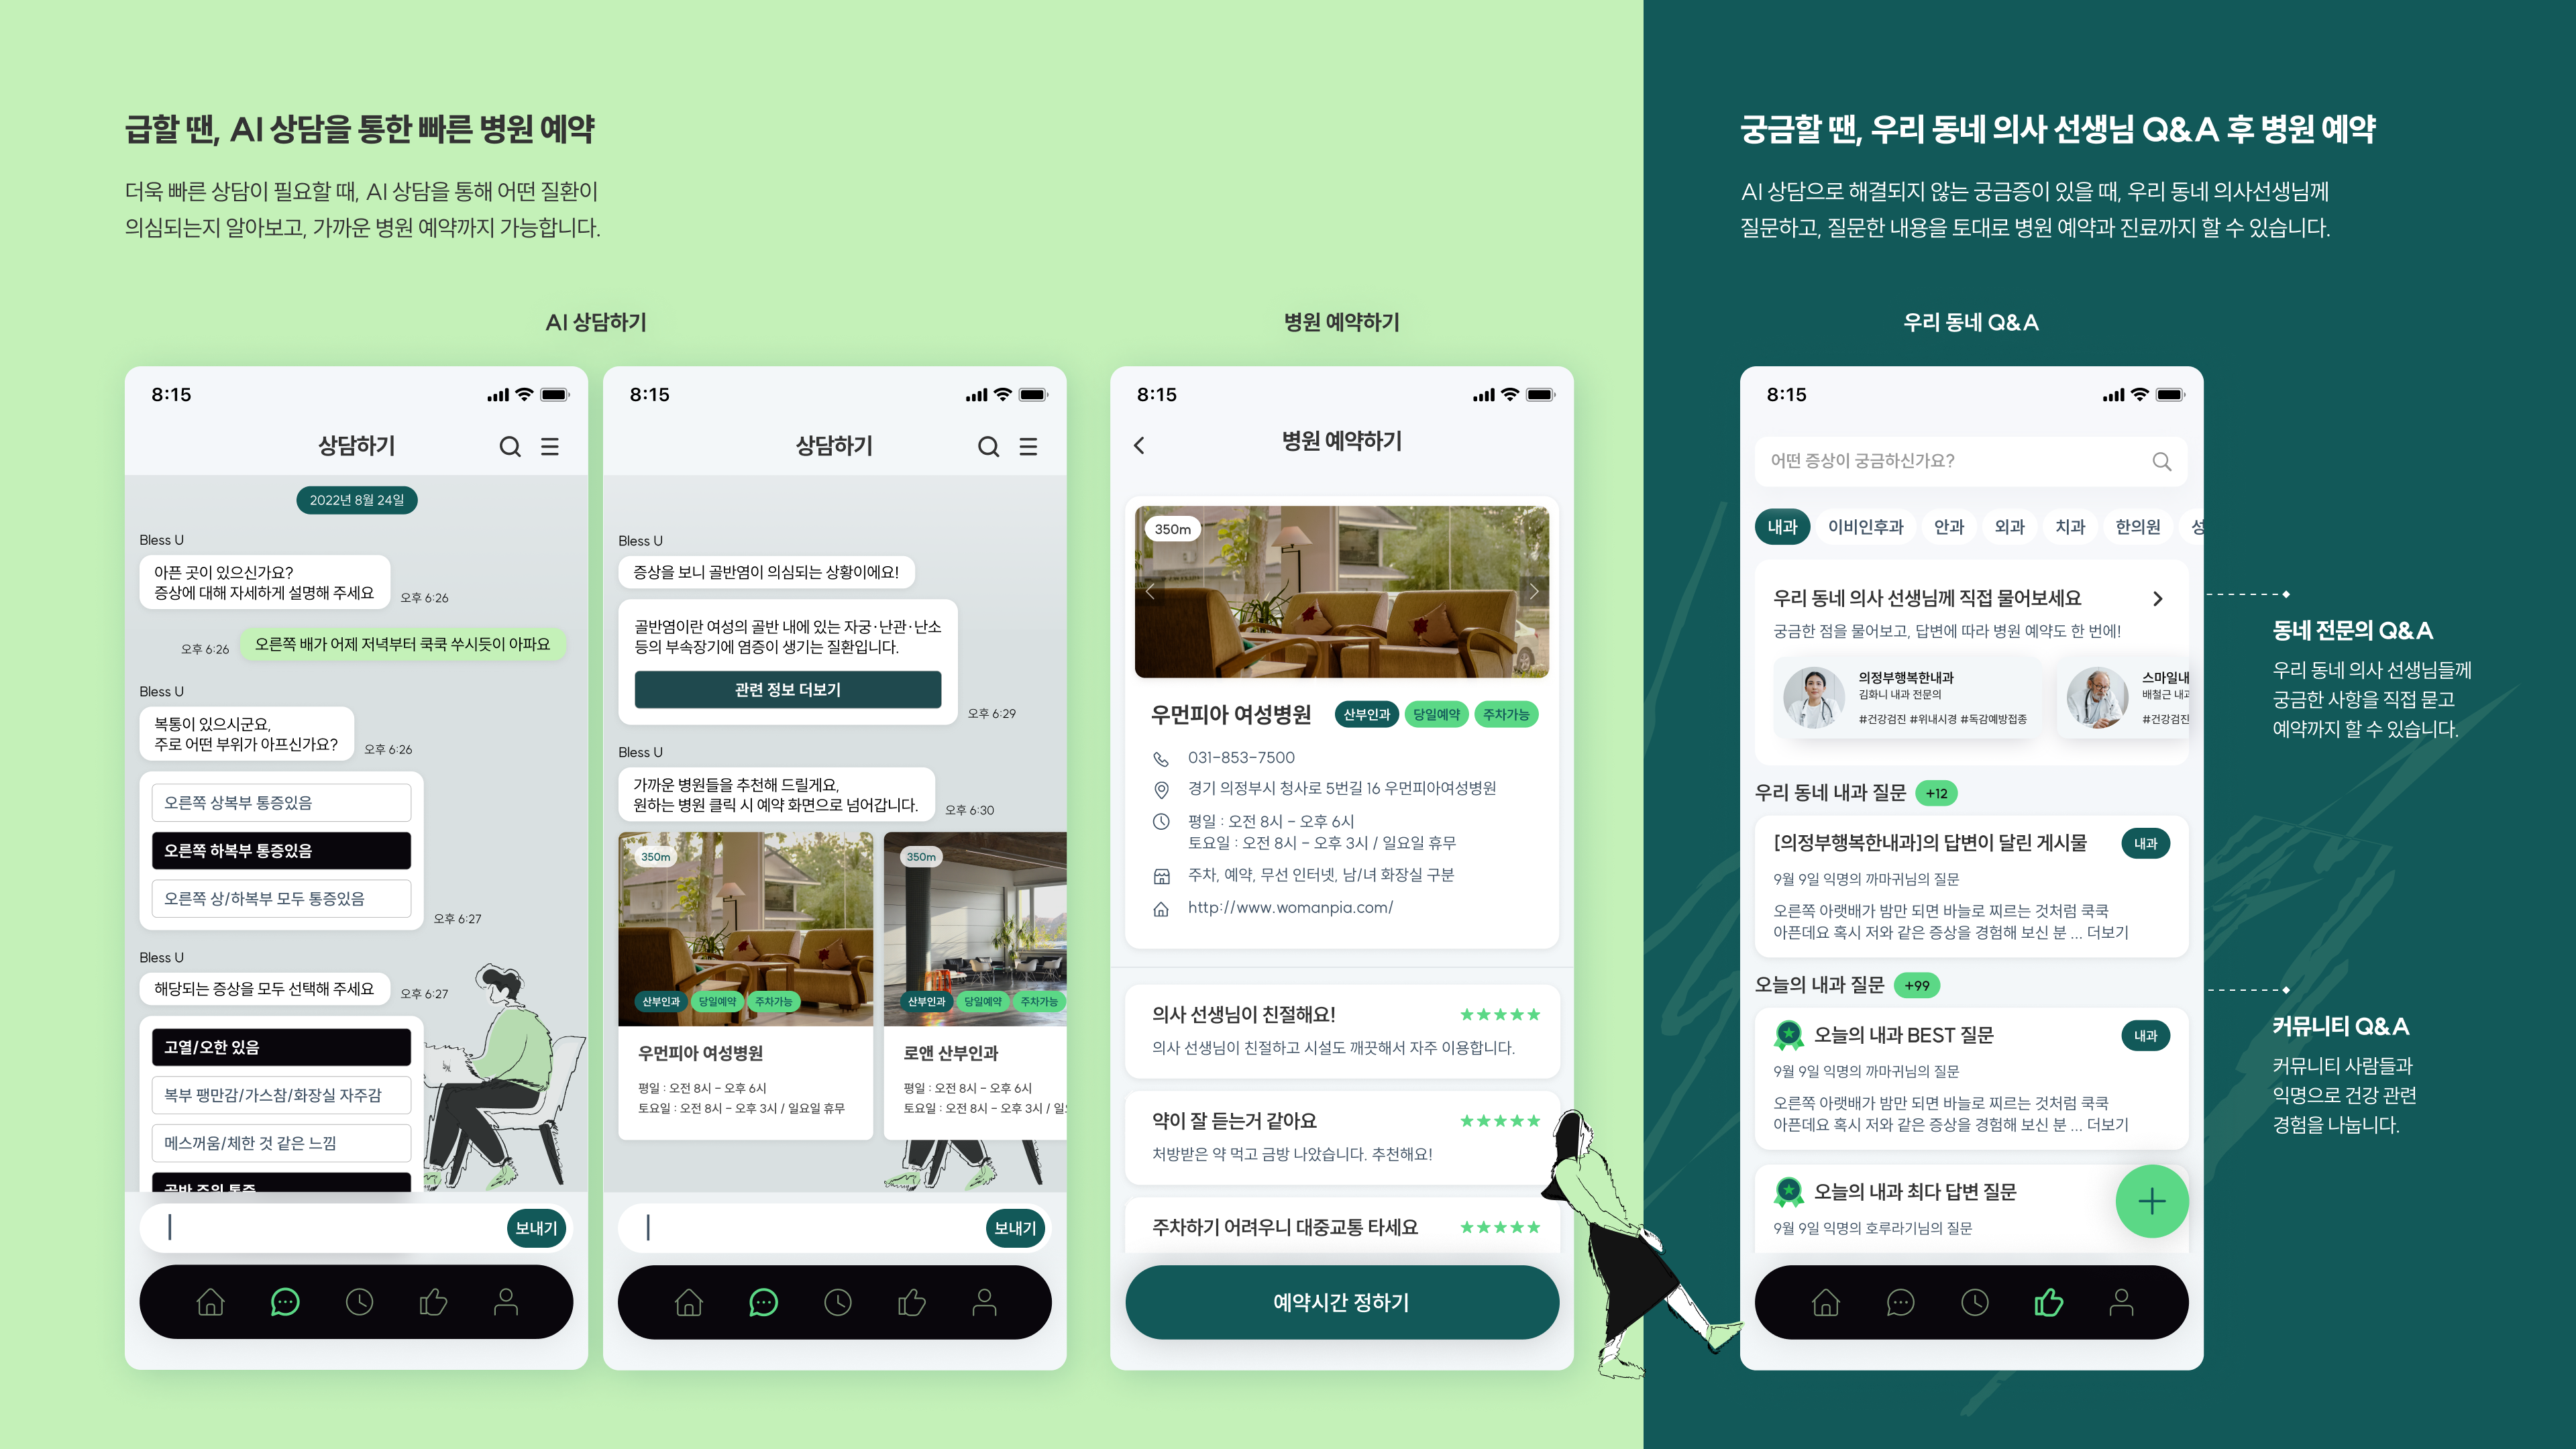 급할 땐, AI 상담을 통한 빠른 병원 예약
더욱 빠른 상담이 필요할 때, AI 상담을 통해 어떤 질환이
의심되는지 알아보고, 가까운 병원 예약까지 가능합니다.
AI 상담하기
8:15
상담하기
2022년 8월 24일
Bless U
아픈 곳이 있으신가요?
증상에 대해 자세하게 설명해 주세요
오후 6:26
오후 6:26
오른쪽 배가 어제 저녁부터 쿡쿡 쑤시듯이 아파요
Bless U
복통이 있으시군요,
주로 어떤 부위가 아프신가요?
오후 6:26
오른쪽 상복부 통증있음
오른쪽 하복부 통증있음
오른쪽 상/하복부 모두 통증있음
오후 6:27
Bless U
해당되는 증상을 모두 선택해 주세요
오후 6:27
고열/오한 있음
복부 팽만감/가스참/화장실 자주감
메스꺼움/체한 것 같은 느낌
골반 주위 통증
보내기
8:15
상담하기
Bless U
증상을 보니 골반염이 의심되는 상황이에요!
골반염이란 여성의 골반 내에 있는 자궁·난관·난소
등의 부속장기에 염증이 생기는 질환입니다.
관련 정보 더보기
오후 6:29
Bless U
가까운 병원들을 추천해 드릴게요,
원하는 병원 클릭 시 예약 화면으로 넘어갑니다.
오후 6:30
350m
산부인과 당일예약 주차가능
우먼피아 여성병원
평일 : 오전 8시 - 오후 6시
토요일 : 오전 8시 - 오후 3시 / 일요일 휴무
350m
산부인과 당일예약 주차가능
로앤 산부인과
평일 : 오전 8시 - 오후 6시
토요일 : 오전 8시 - 오후 3시 / 일
보내기
병원 예약하기
8:15
병원 예약하기
350m
우먼피아 여성병원
산부인과 당일예약 주차가능
031-853-7500
경기 의정부시 청사로 5번길 16 우먼피아여성병원
평일 : 오전 8시 - 오후 6시
토요일 : 오전 8시 - 오후 3시 / 일요일 휴무
주차, 예약, 무선 인터넷, 남/녀 화장실 구분
http://www.womanpia.com/
의사 선생님이 친절해요!
의사 선생님이 친절하고 시설도 깨끗해서 자주 이용합니다.
약이 잘 듣는거 같아요
처방받은 약 먹고 금방 나았습니다. 추천해요!
주차하기 어려우니 대중교통 타세요
예약시간 정하기
궁금할 땐, 우리 동네 의사 선생님 Q&A 후 병원 예약
AI 상담으로 해결되지 않는 궁금증이 있을 때, 우리 동네 의사선생님께
질문하고, 질문한 내용을 토대로 병원 예약과 진료까지 할 수 있습니다.
우리 동네 Q&A
8:15
어떤 증상이 궁금하신가요?
내과 이비인후과 안과 외과 치과 한의원 성
우리 동네 의사 선생님께 직접 물어보세요
궁금한 점을 물어보고, 답변에 따라 병원 예약도 한 번에!
의정부행복한내과
김화니 내과 전문의
#건강검진 #위내시경 #독감예방접종
스마일내
배철근 내과
#건강검진
우리 동네 내과 질문 +12
[의정부행복한내과]의 답변이 달린 게시물
내과
9월 9일 익명의 까마귀님의 질문
오른쪽 아랫배가 밤만 되면 바늘로 찌르는 것처럼 쿡쿡
아픈데요 혹시 저와 같은 증상을 경험해 보신 분 ... 더보기
오늘의 내과 질문 +99
오늘의 내과 BEST 질문
내과
9월 9일 익명의 까마귀님의 질문
오른쪽 아랫배가 밤만 되면 바늘로 찌르는 것처럼 쿡쿡
아픈데요 혹시 저와 같은 증상을 경험해 보신 분 ... 더보기
오늘의 내과 최다 답변 질문
9월 9일 익명의 호루라기님의 질문
동네 전문의 Q&A
우리 동네 의사 선생님들께
궁금한 사항을 직접 묻고
예약까지 할 수 있습니다.
커뮤니티 Q&A
커뮤니티 사람들과
익명으로 건강 관련
경험을 나눕니다.